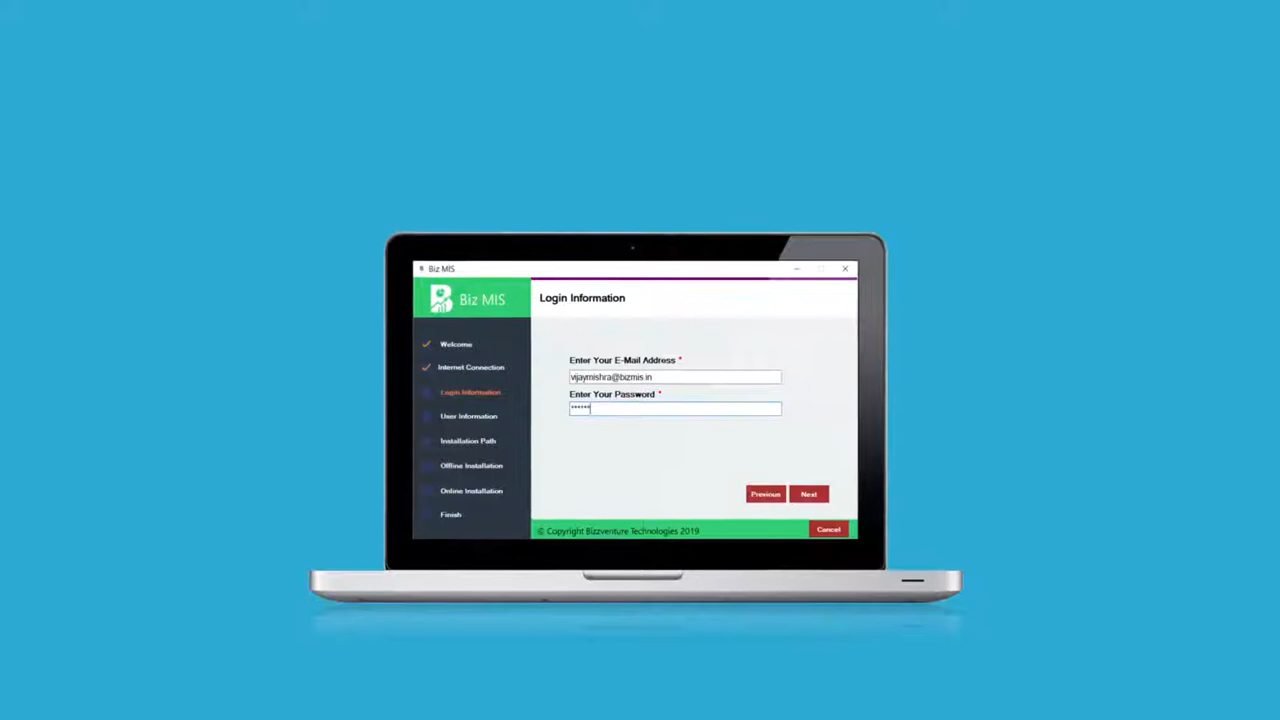 Biz MIS
Biz MIS
Login Information
Welcome
Internet Connection
Login Information
User Information
Installation Path
Offline Installation
Online Installation
Finish
Enter Your E-Mail Address *
vijaymishra@bizmis.in
Enter Your Password *
******
Previous
Next
© Copyright Bizzventure Technologies 2019
Cancel